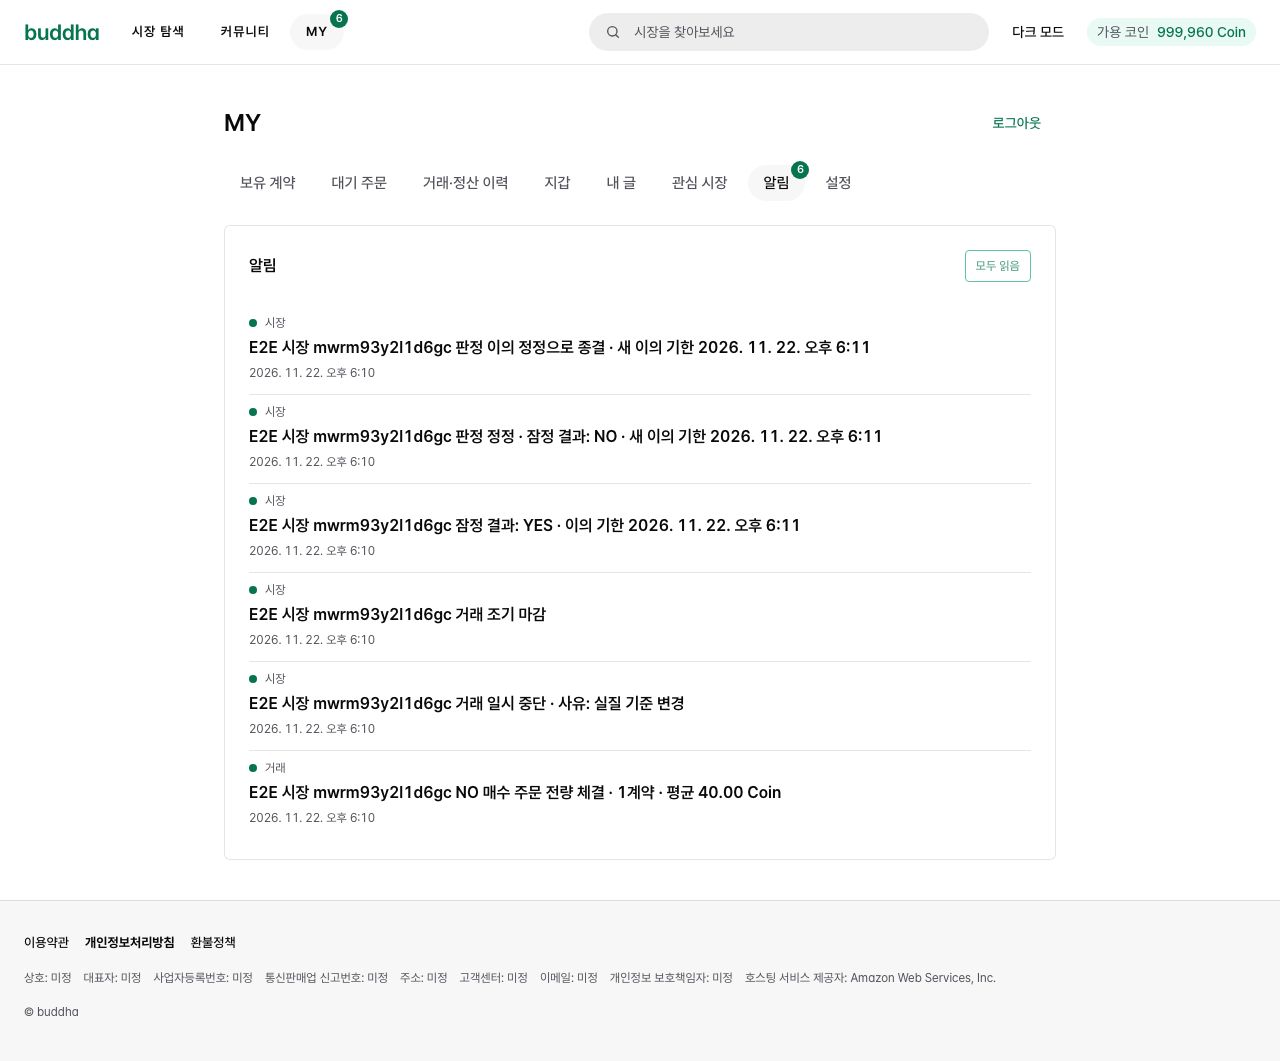 buddha 시장 탐색 커뮤니티 MY 6 시장을 찾아보세요 다크 모드 가용 코인 999,960 Coin
MY 로그아웃
보유 계약 대기 주문 거래·정산 이력 지갑 내 글 관심 시장 알림 6 설정
알림 모두 읽음
시장
E2E 시장 mwrm93y2l1d6gc 판정 이의 정정으로 종결 · 새 이의 기한 2026. 11. 22. 오후 6:11
2026. 11. 22. 오후 6:10
시장
E2E 시장 mwrm93y2l1d6gc 판정 정정 · 잠정 결과: NO · 새 이의 기한 2026. 11. 22. 오후 6:11
2026. 11. 22. 오후 6:10
시장
E2E 시장 mwrm93y2l1d6gc 잠정 결과: YES · 이의 기한 2026. 11. 22. 오후 6:11
2026. 11. 22. 오후 6:10
시장
E2E 시장 mwrm93y2l1d6gc 거래 조기 마감
2026. 11. 22. 오후 6:10
시장
E2E 시장 mwrm93y2l1d6gc 거래 일시 중단 · 사유: 실질 기준 변경
2026. 11. 22. 오후 6:10
거래
E2E 시장 mwrm93y2l1d6gc NO 매수 주문 전량 체결 · 1계약 · 평균 40.00 Coin
2026. 11. 22. 오후 6:10
이용약관 개인정보처리방침 환불정책
상호: 미정 대표자: 미정 사업자등록번호: 미정 통신판매업 신고번호: 미정 주소: 미정 고객센터: 미정 이메일: 미정 개인정보 보호책임자: 미정 호스팅 서비스 제공자: Amazon Web Services, Inc.
© buddha